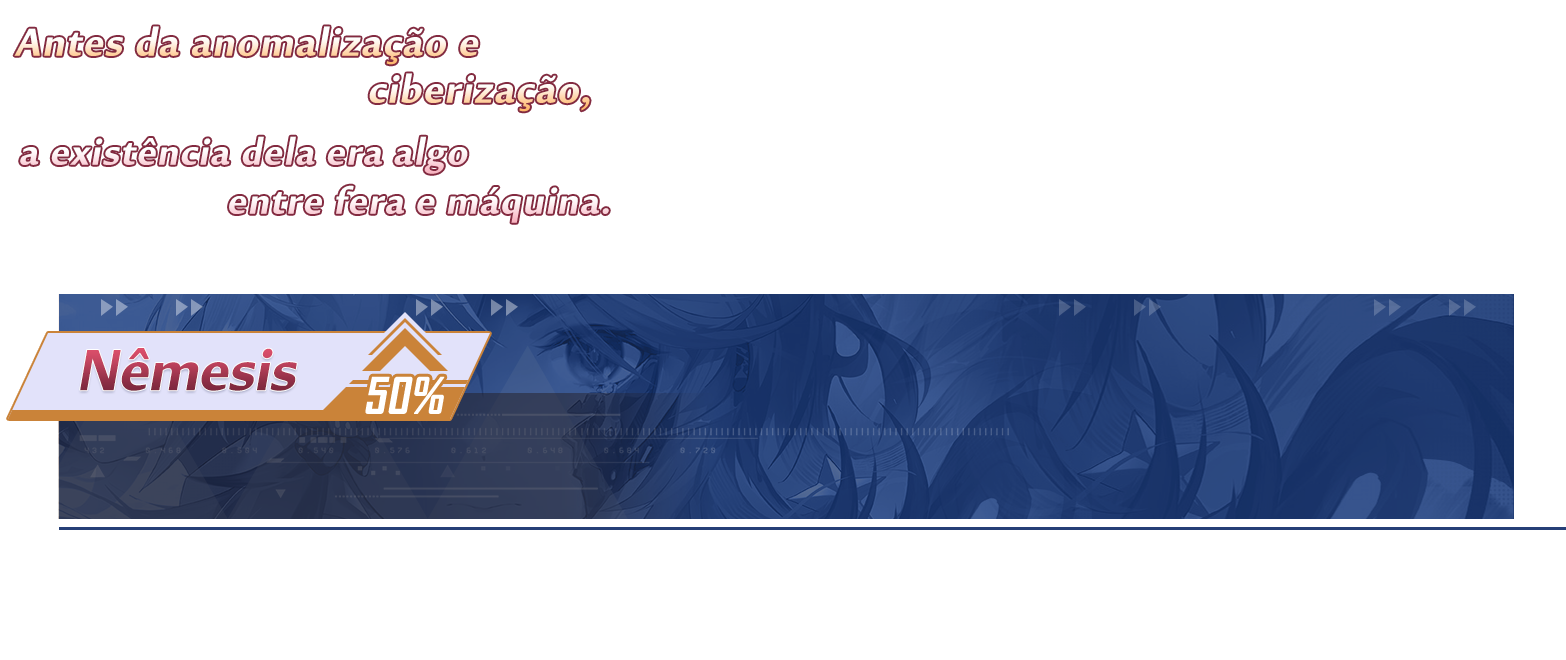 Antes da anomalização e
ciberização,
a existência dela era algo
entre fera e máquina.
Nêmesis
50%